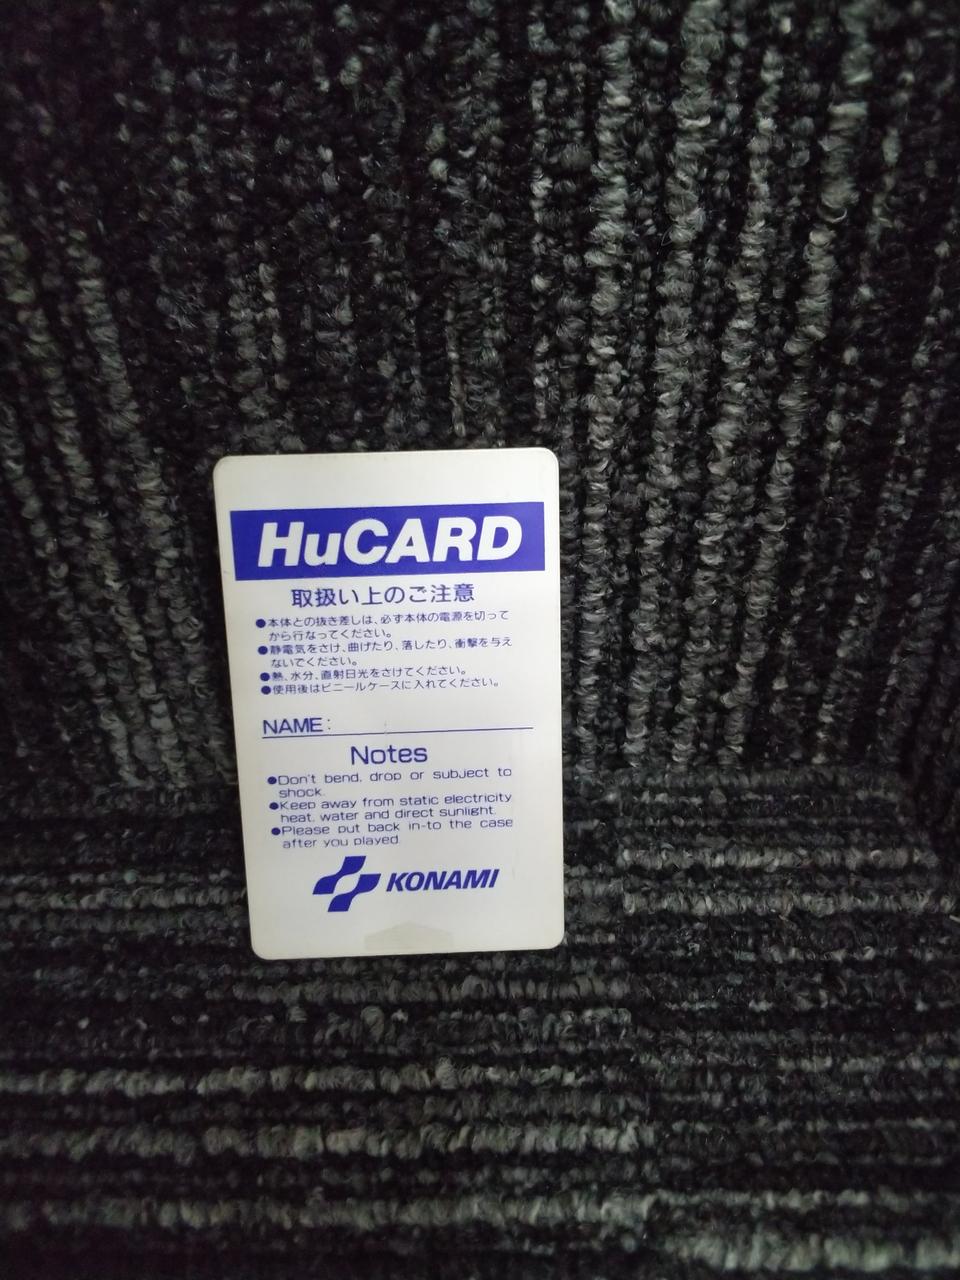 HuCARD
取扱い上のご注意
●本体との抜き差しは、必ず本体の電源を切って
から行なってください。
●静電気をさけ、曲げたり、落したり、衝撃を与え
ないでください。
●熱、水分、直射日光をさけてください。
●使用後はビニールケースに入れてください。
NAME:
Notes
●Don't bend, drop or subject to
shock.
●Keep away from static electricity
heat, water and direct sunlight.
●Please put back in-to the case
after you played.
KONAMI